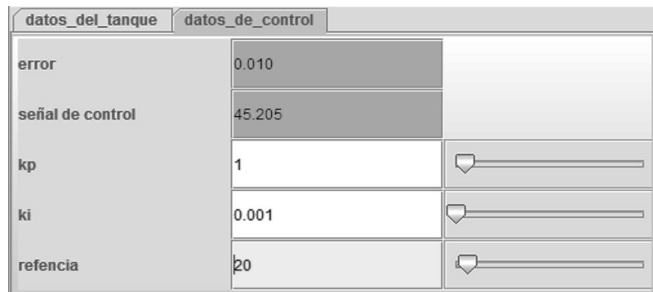 datos_del_tanque datos_de_control
error 0.010
señal de control 45.205
kp 1
ki 0.001
refencia 20